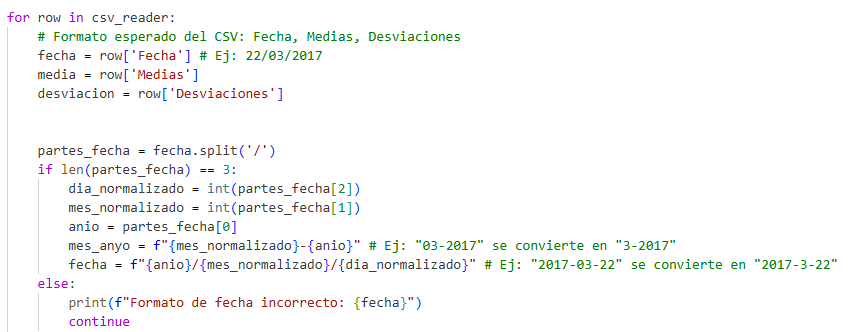 for row in csv_reader:
    # Formato esperado del CSV: Fecha, Medias, Desviaciones
    fecha = row['Fecha'] # Ej: 22/03/2017
    media = row['Medias']
    desviacion = row['Desviaciones']
    partes_fecha = fecha.split('/')
    if len(partes_fecha) == 3:
        dia_normalizado = int(partes_fecha[2])
        mes_normalizado = int(partes_fecha[1])
        anio = partes_fecha[0]
        mes_anyo = f"{mes_normalizado}-{anio}" # Ej: "03-2017" se convierte en "3-2017"
        fecha = f"{anio}/{mes_normalizado}/{dia_normalizado}" # Ej: "2017-03-22" se convierte en "2017-3-22"
    else:
        print(f"Formato de fecha incorrecto: {fecha}")
        continue